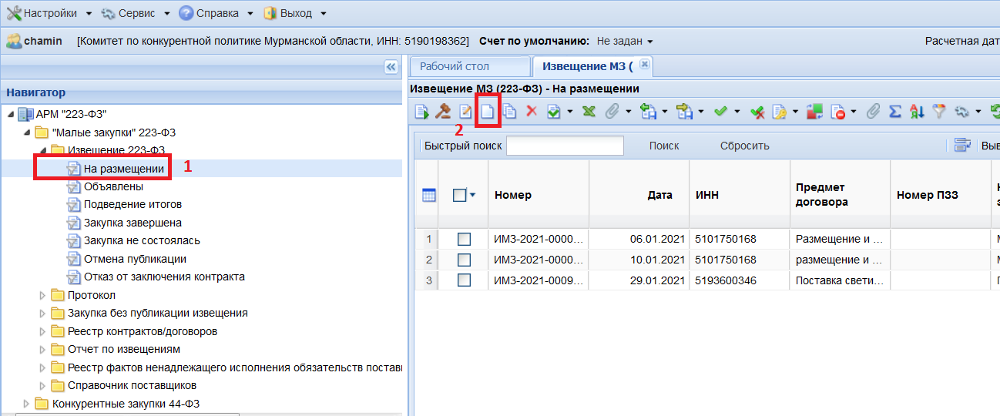 Настройки Сервис Справка Выход
chamin [Комитет по конкурентной политике Мурманской области, ИНН: 5190198362] Счет по умолчанию: Не задан Расчетная дат
Рабочий стол Извещение МЗ (
Навигатор
Извещение МЗ (223-ФЗ) - На размещении
АРМ "223-ФЗ"
"Малые закупки" 223-ФЗ
Извещение 223-ФЗ
На размещении 1
Объявлены
Подведение итогов
Закупка завершена
Закупка не состоялась
Отмена публикации
Отказ от заключения контракта
Протокол
Закупка без публикации извещения
Реестр контрактов/договоров
Отчет по извещениям
Реестр фактов ненадлежащего исполнения обязательств постави
Справочник поставщиков
Конкурентные закупки 44-ФЗ
2
Быстрый поиск Поиск Сбросить Выв
Номер Дата ИНН Предмет договора Номер ПЗЗ
1 ИМЗ-2021-0000... 06.01.2021 5101750168 Размещение и ...
2 ИМЗ-2021-0000... 10.01.2021 5101750168 размещение и ...
3 ИМЗ-2021-0009... 29.01.2021 5193600346 Поставка свети...